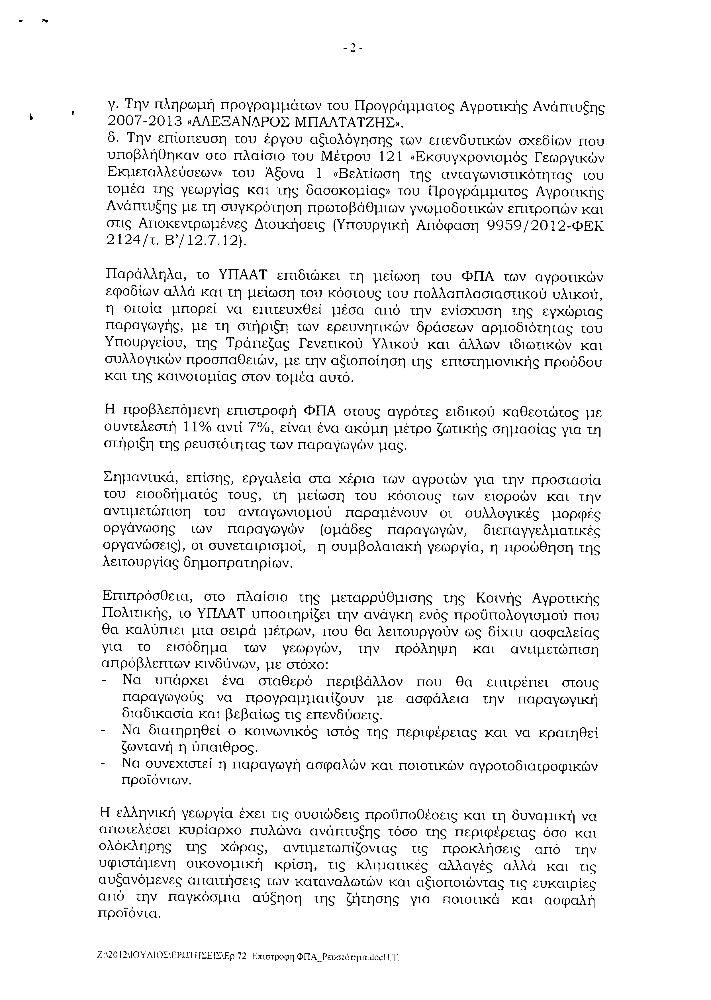 - 2 -
γ. Την πληρωμή προγραμμάτων του Προγράμματος Αγροτικής Ανάπτυξης
2007-2013 «ΑΛΕΞΑΝΔΡΟΣ ΜΠΑΛΤΑΤΖΗΣ».
δ. Την επίσπευση του έργου αξιολόγησης των επενδυτικών σχεδίων που
υποβλήθηκαν στο πλαίσιο του Μέτρου 121 «Εκσυγχρονισμός Γεωργικών
Εκμεταλλεύσεων» του Άξονα 1 «Βελτίωση της ανταγωνιστικότητας του
τομέα της γεωργίας και της δασοκομίας» του Προγράμματος Αγροτικής
Ανάπτυξης με τη συγκρότηση πρωτοβάθμιων γνωμοδοτικών επιτροπών και
στις Αποκεντρωμένες Διοικήσεις (Υπουργική Απόφαση 9959/2012-ΦΕΚ
2124/τ. Β’/12.7.12).
Παράλληλα, το ΥΠΑΑΤ επιδιώκει τη μείωση του ΦΠΑ των αγροτικών
εφοδίων αλλά και τη μείωση του κόστους του πολλαπλασιαστικού υλικού,
η οποία μπορεί να επιτευχθεί μέσα από την ενίσχυση της εγχώριας
παραγωγής, με τη στήριξη των ερευνητικών δράσεων αρμοδιότητας του
Υπουργείου, της Τράπεζας Γενετικού Υλικού και άλλων ιδιωτικών και
συλλογικών προσπαθειών, με την αξιοποίηση της επιστημονικής προόδου
και της καινοτομίας στον τομέα αυτό.
Η προβλεπόμενη επιστροφή ΦΠΑ στους αγρότες ειδικού καθεστώτος με
συντελεστή 11% αντί 7%, είναι ένα ακόμη μέτρο ζωτικής σημασίας για τη
στήριξη της ρευστότητας των παραγωγών μας.
Σημαντικά, επίσης, εργαλεία στα χέρια των αγροτών για την προστασία
του εισοδήματός τους, τη μείωση του κόστους των εισροών και την
αντιμετώπιση του ανταγωνισμού παραμένουν οι συλλογικές μορφές
οργάνωσης των παραγωγών (ομάδες παραγωγών, διεπαγγελματικές
οργανώσεις), οι συνεταιρισμοί, η συμβολαιακή γεωργία, η προώθηση της
λειτουργίας δημοπρατηρίων.
Επιπρόσθετα, στο πλαίσιο της μεταρρύθμισης της Κοινής Αγροτικής
Πολιτικής, το ΥΠΑΑΤ υποστηρίζει την ανάγκη ενός προϋπολογισμού που
θα καλύπτει μια σειρά μέτρων, που θα λειτουργούν ως δίχτυ ασφαλείας
για το εισόδημα των γεωργών, την πρόληψη και αντιμετώπιση
απρόβλεπτων κινδύνων, με στόχο:
- Να υπάρχει ένα σταθερό περιβάλλον που θα επιτρέπει στους
παραγωγούς να προγραμματίζουν με ασφάλεια την παραγωγική
διαδικασία και βεβαίως τις επενδύσεις.
- Να διατηρηθεί ο κοινωνικός ιστός της περιφέρειας και να κρατηθεί
ζωντανή η ύπαιθρος.
- Να συνεχιστεί η παραγωγή ασφαλών και ποιοτικών αγροτοδιατροφικών
προϊόντων.
Η ελληνική γεωργία έχει τις ουσιώδεις προϋποθέσεις και τη δυναμική να
αποτελέσει κυρίαρχο πυλώνα ανάπτυξης τόσο της περιφέρειας όσο και
ολόκληρης της χώρας, αντιμετωπίζοντας τις προκλήσεις από την
υφιστάμενη οικονομική κρίση, τις κλιματικές αλλαγές αλλά και τις
αυξανόμενες απαιτήσεις των καταναλωτών και αξιοποιώντας τις ευκαιρίες
από την παγκόσμια αύξηση της ζήτησης για ποιοτικά και ασφαλή
προϊόντα.
Z:\2012\ΙΟΥΛΙΟΣ\ΕΡΩΤΗΣΕΙΣ\Ερ 72_Επιστροφη ΦΠΑ_Ρευστότητα.docΠ.Τ.